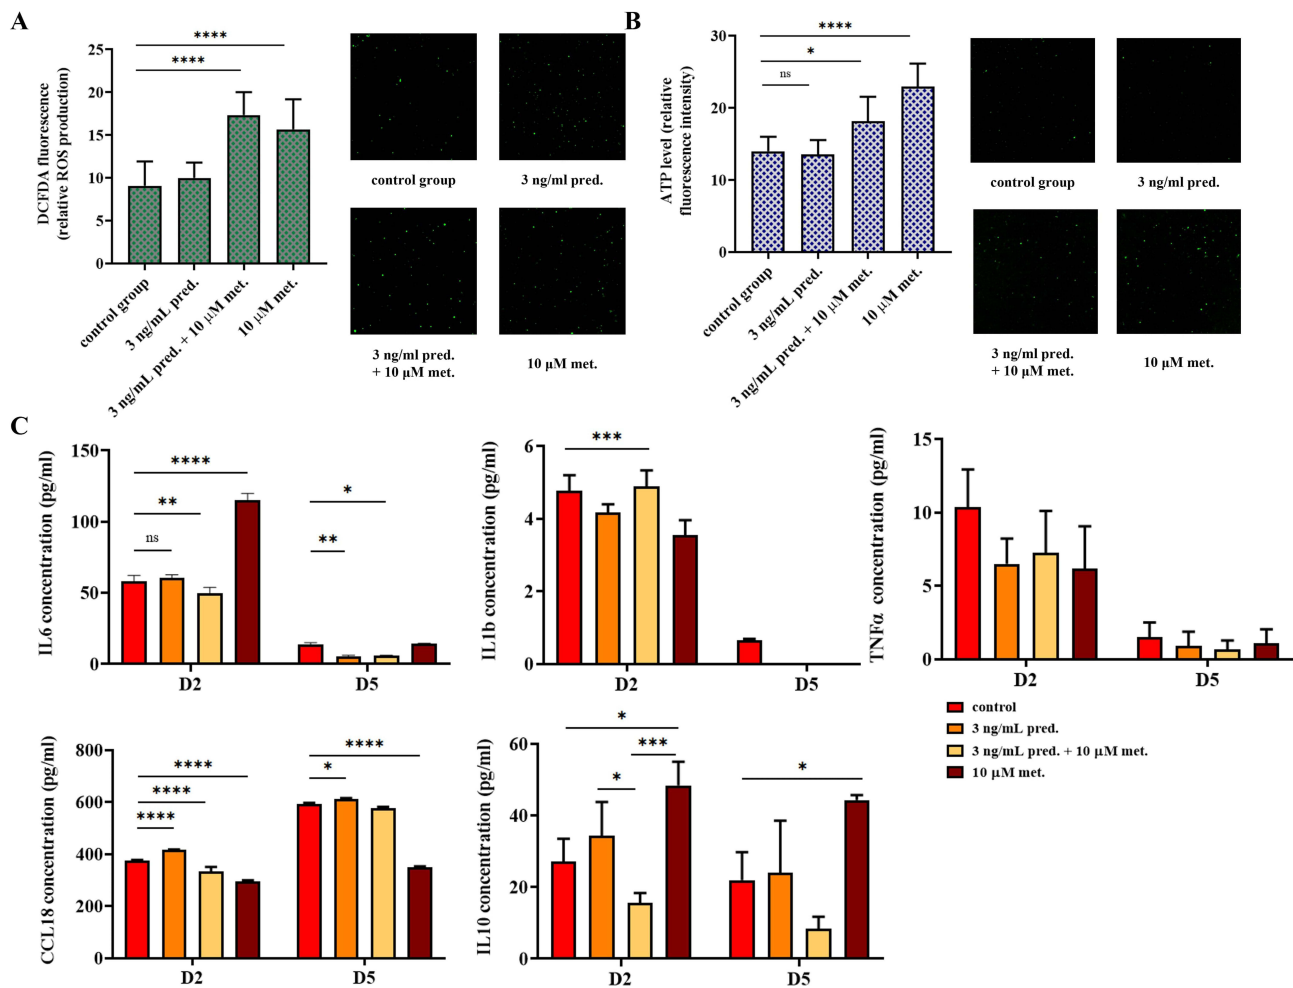 A
DCFDA fluorescence
(relative ROS production)
25
20
15
10
5
0
****
****
control group
3 ng/mL pred.
3 ng/mL pred. + 10 µM met.
10 µM met.
control group
3 ng/ml pred.
3 ng/ml pred.
+ 10 µM met.
10 µM met.
B
ATP level (relative
fluorescence intensity)
30
20
10
0
****
*
ns
control group
3 ng/mL pred.
3 ng/mL pred. + 10 µM met.
10 µM met.
control group
3 ng/ml pred.
3 ng/ml pred.
+ 10 µM met.
10 µM met.
C
IL6 concentration (pg/ml)
150
100
50
0
****
**
ns
*
**
D2
D5
IL1b concentration (pg/ml)
6
4
2
0
***
D2
D5
TNFα concentration (pg/ml)
15
10
5
0
D2
D5
control
3 ng/mL pred.
3 ng/mL pred. + 10 µM met.
10 µM met.
CCL18 concentration (pg/ml)
800
600
400
200
0
****
****
****
****
*
D2
D5
IL10 concentration (pg/ml)
60
40
20
0
*
***
*
*
D2
D5